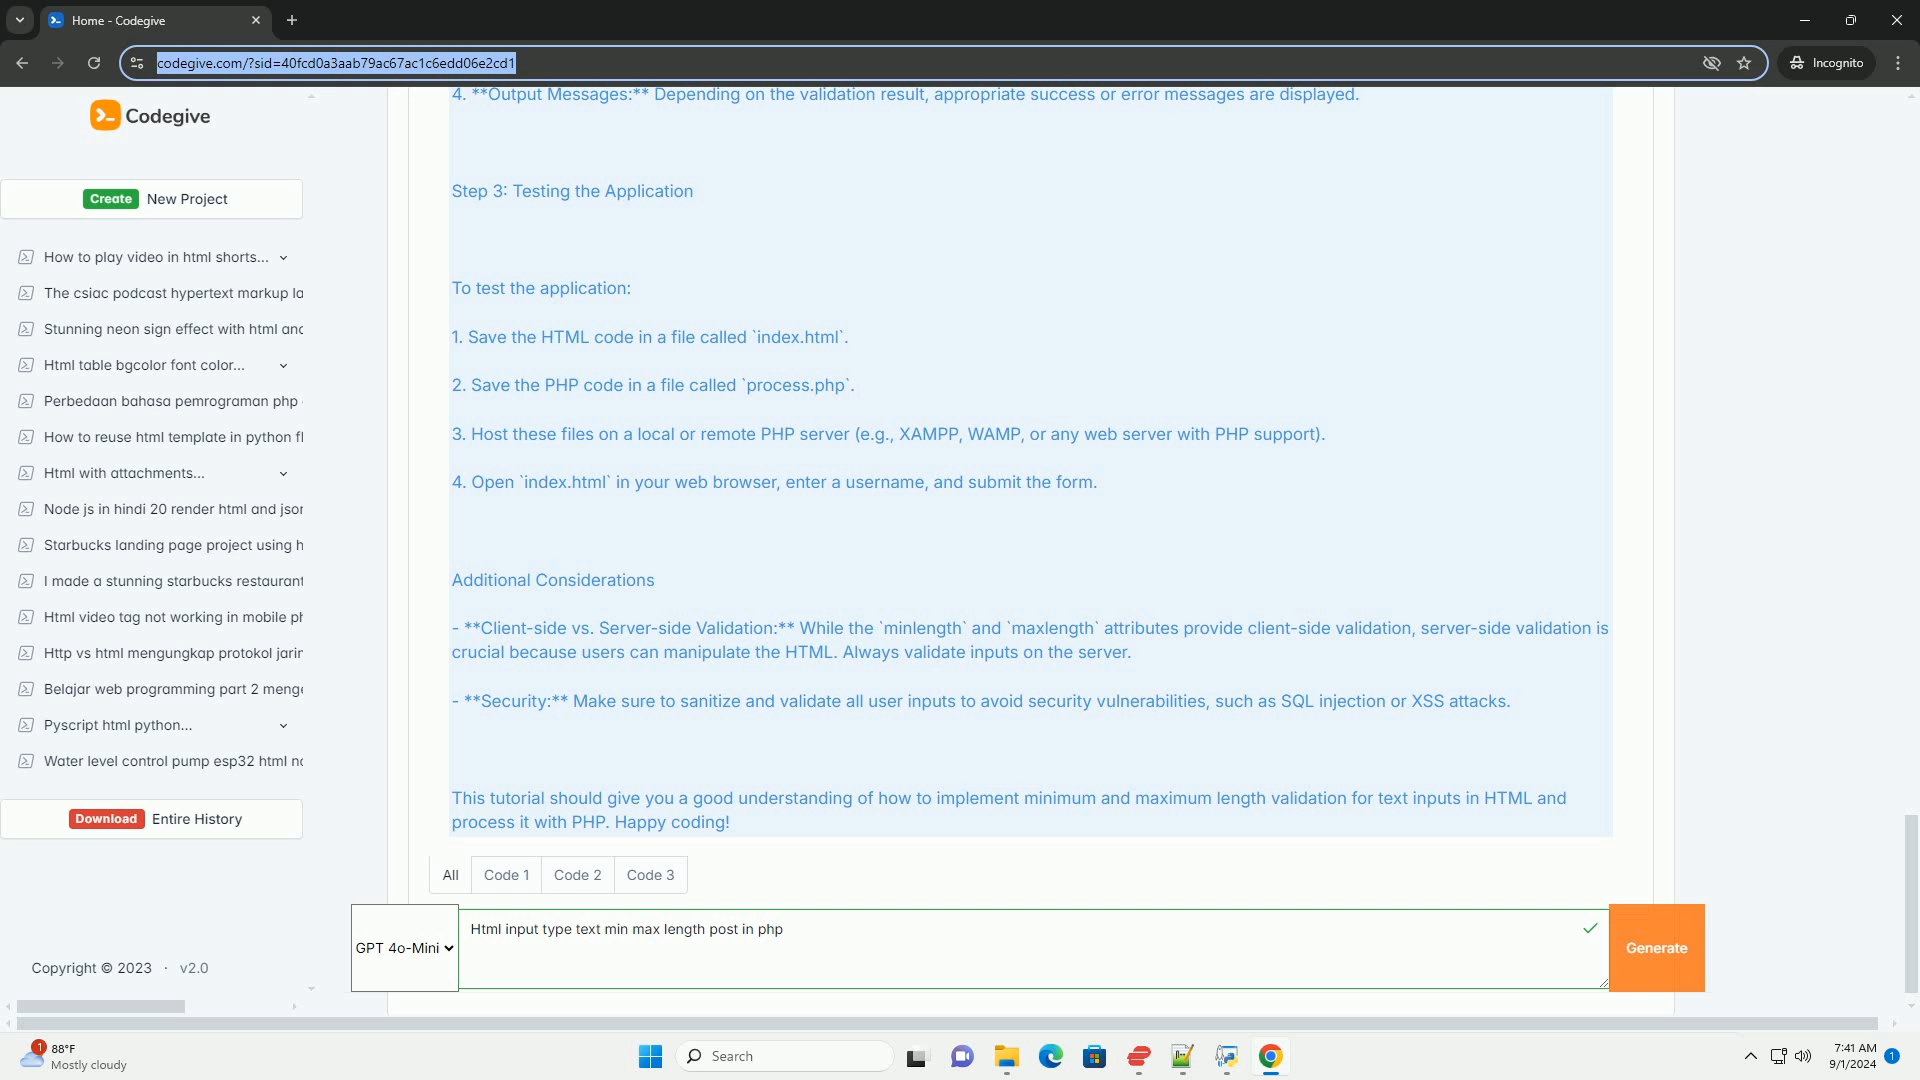 Home - Codegive
codegive.com/?sid=40fcd0a3aab79ac67ac1c6edd06e2cd1
Incognito
Codegive
Create New Project
How to play video in html shorts...
The csiac podcast hypertext markup la
Stunning neon sign effect with html and
Html table bgcolor font color...
Perbedaan bahasa pemrograman php
How to reuse html template in python fl
Html with attachments...
Node js in hindi 20 render html and json
Starbucks landing page project using h
I made a stunning starbucks restaurant
Html video tag not working in mobile ph
Http vs html mengungkap protokol jarin
Belajar web programming part 2 menge
Pyscript html python...
Water level control pump esp32 html no
Download Entire History
Copyright © 2023 · v2.0
4. **Output Messages:** Depending on the validation result, appropriate success or error messages are displayed.
Step 3: Testing the Application
To test the application:
1. Save the HTML code in a file called `index.html`.
2. Save the PHP code in a file called `process.php`.
3. Host these files on a local or remote PHP server (e.g., XAMPP, WAMP, or any web server with PHP support).
4. Open `index.html` in your web browser, enter a username, and submit the form.
Additional Considerations
- **Client-side vs. Server-side Validation:** While the `minlength` and `maxlength` attributes provide client-side validation, server-side validation is
crucial because users can manipulate the HTML. Always validate inputs on the server.
- **Security:** Make sure to sanitize and validate all user inputs to avoid security vulnerabilities, such as SQL injection or XSS attacks.
This tutorial should give you a good understanding of how to implement minimum and maximum length validation for text inputs in HTML and
process it with PHP. Happy coding!
All Code 1 Code 2 Code 3
GPT 4o-Mini
Html input type text min max length post in php
Generate
1
88°F
Mostly cloudy
Search
7:41 AM
9/1/2024
1